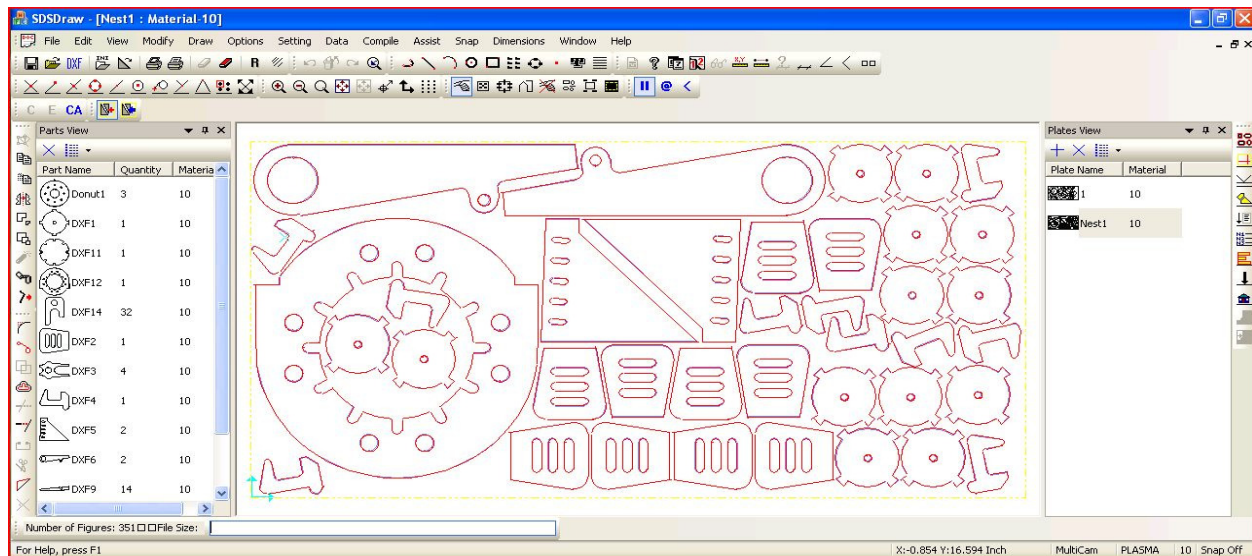 SDSDraw - [Nest1 : Material-10]
File Edit View Modify Draw Options Setting Data Compile Assist Snap Dimensions Window Help
DXF R X,Y
C E CA
Parts View
Part Name Quantity Materia
Donut1 3 10
DXF1 1 10
DXF11 1 10
DXF12 1 10
DXF14 32 10
DXF2 1 10
DXF3 4 10
DXF4 1 10
DXF5 2 10
DXF6 2 10
DXF9 14 10
Plates View
Plate Name Material
1 10
Nest1 10
Number of Figures: 351□□File Size:
For Help, press F1 X:-0.854 Y:16.594 Inch MultiCam PLASMA 10 Snap Off